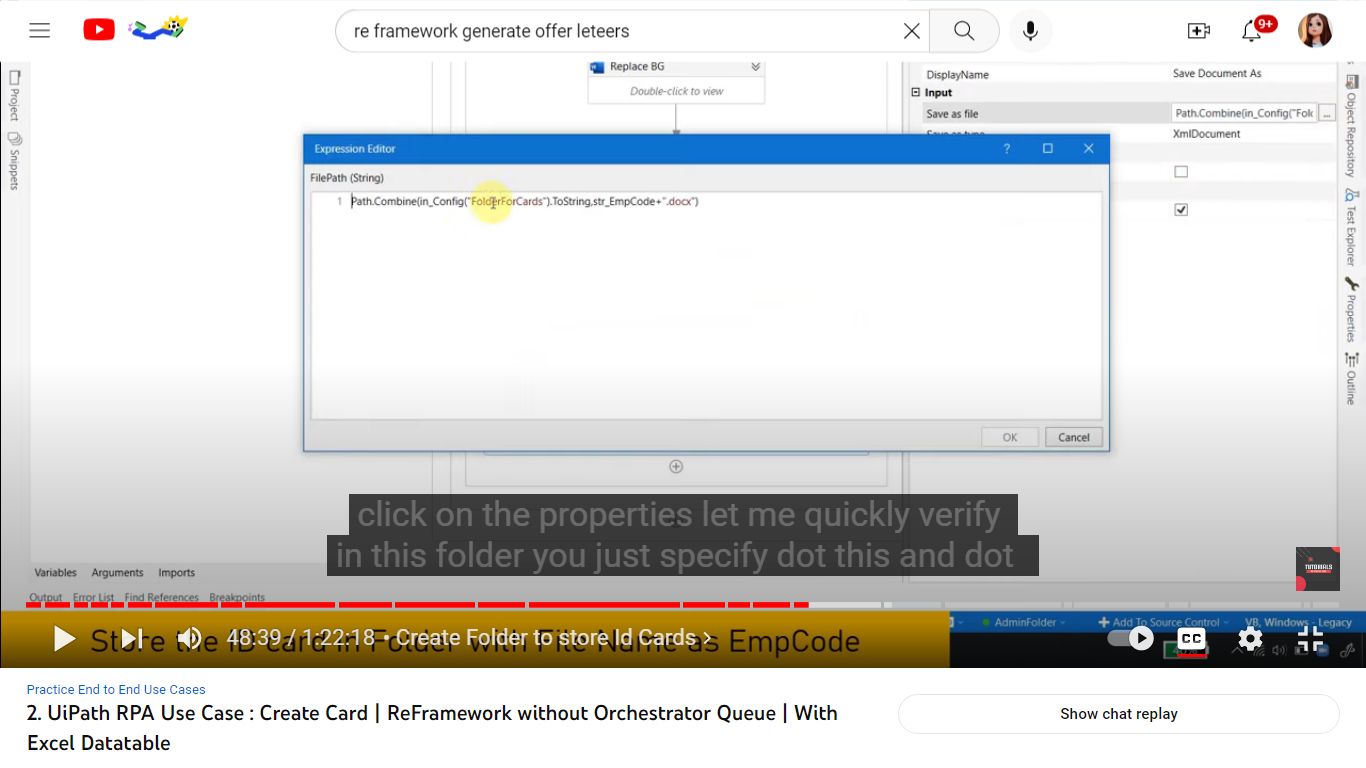 re framework generate offer leteers
9+
Project
Snippets
Replace BG
Double-click to view
DisplayName
Save Document As
Input
Save as file
Path.Combine(in_Config("Fok
...
Save as type
XmlDocument
Object Repository
Test Explorer
Properties
Outline
Expression Editor
?
FilePath (String)
1 Path.Combine(in_Config("FolderForCards").ToString,str_EmpCode+".docx")
OK
Cancel
click on the properties let me quickly verify
in this folder you just specify dot this and dot
TUTORIALS
Variables Arguments Imports
Output Error List Find References Breakpoints
Store the ID card in Folder with File Name as EmpCode
48:39 / 1:22:18 • Create Folder to store Id Cards
AdminFolder
Add To Source Control
VB, Windows - Legacy
CC
Practice End to End Use Cases
2. UiPath RPA Use Case : Create Card | ReFramework without Orchestrator Queue | With
Excel Datatable
Show chat replay